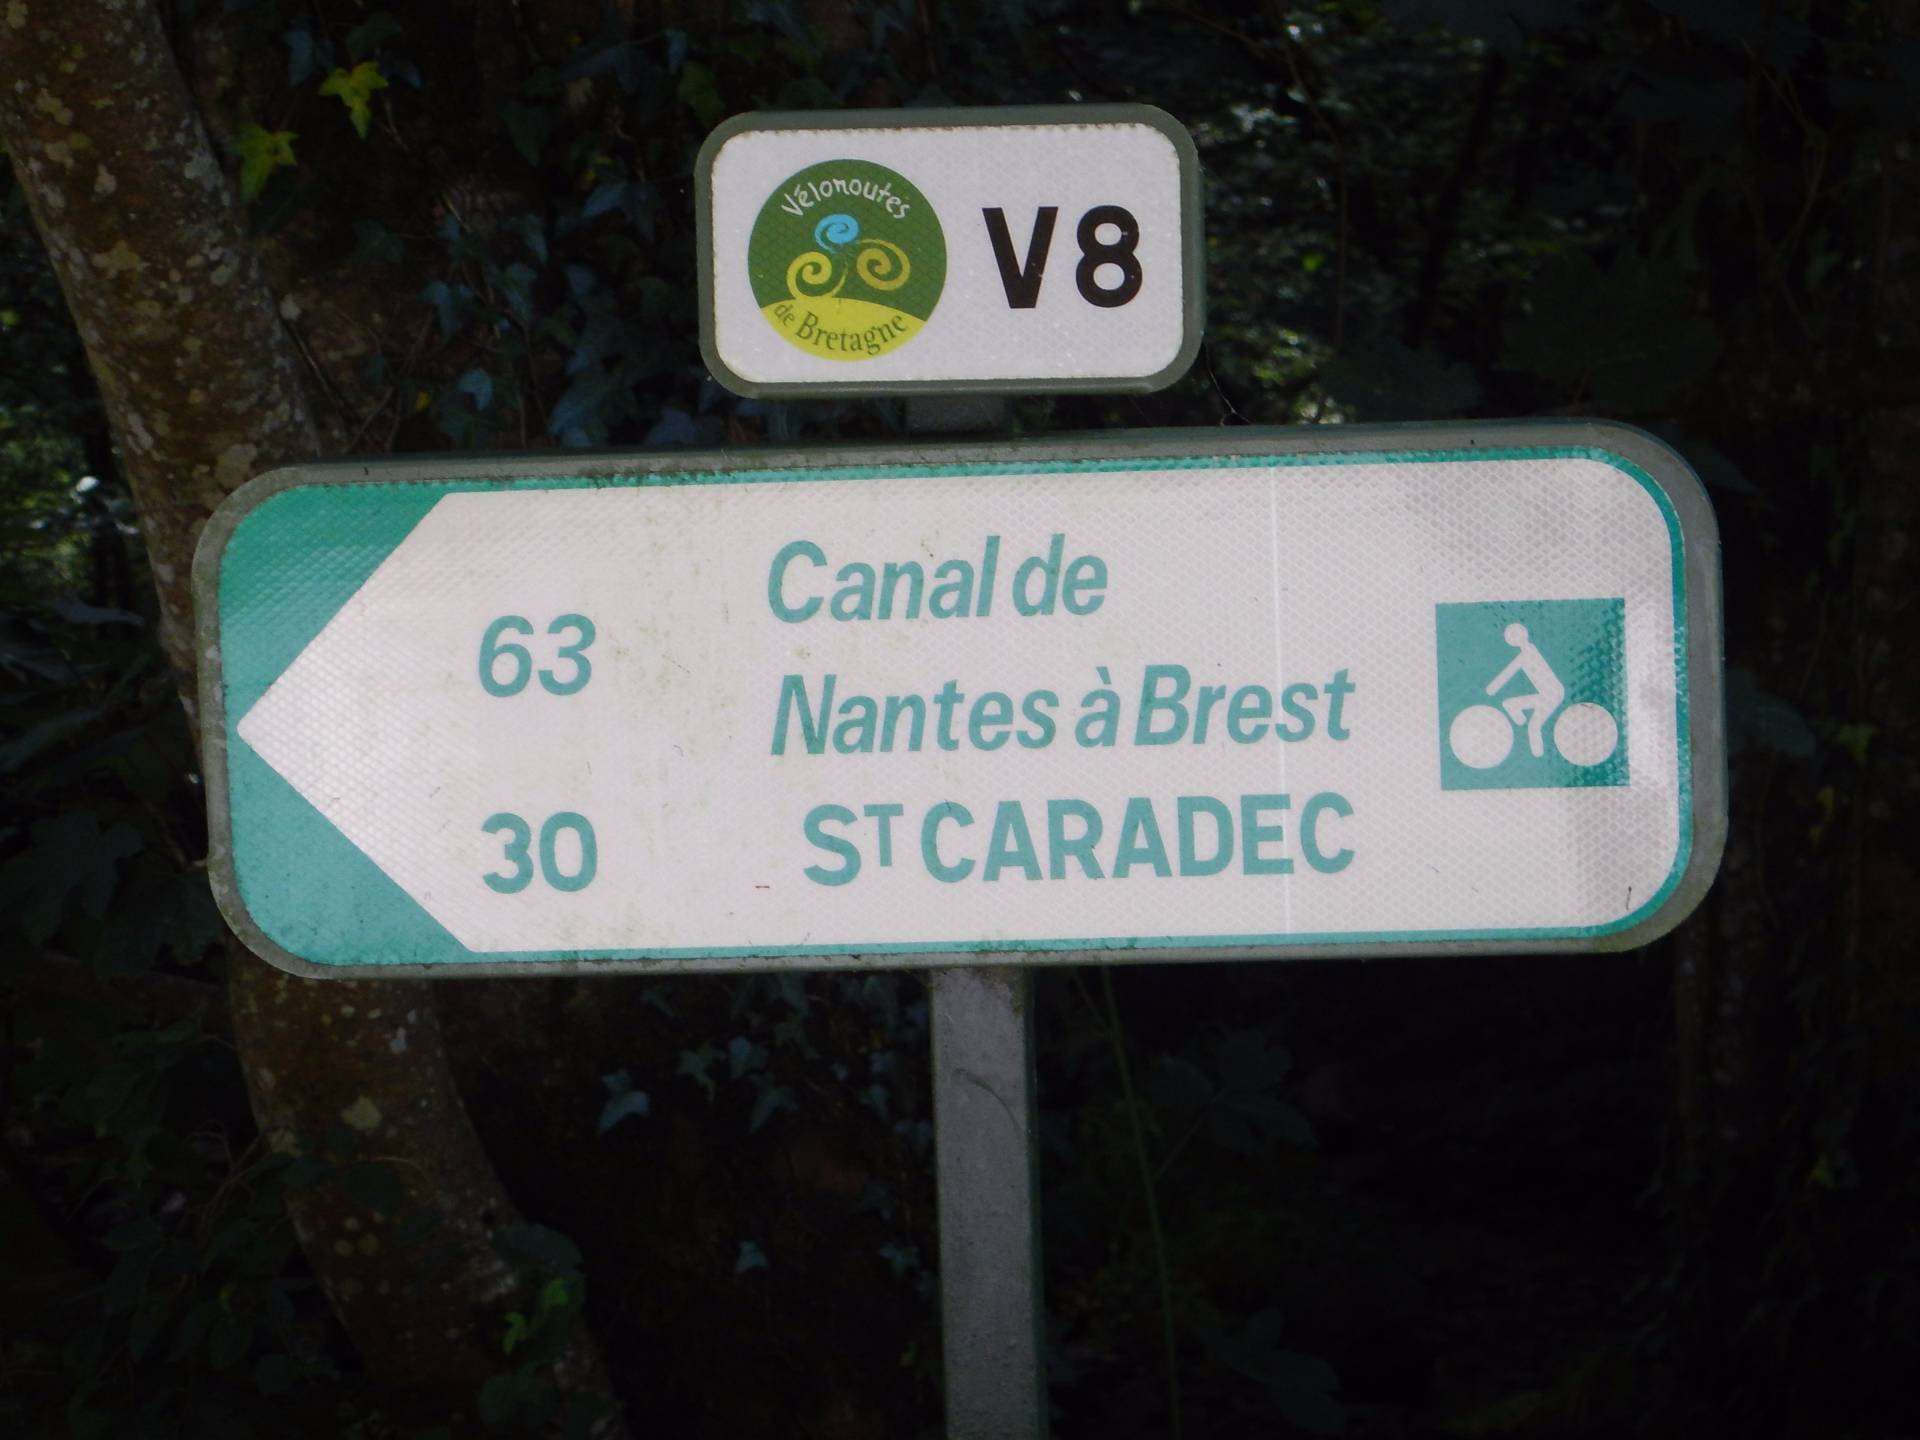 Véloroutes
de Bretagne
V8
63 Canal de
Nantes à Brest
30 ST CARADEC